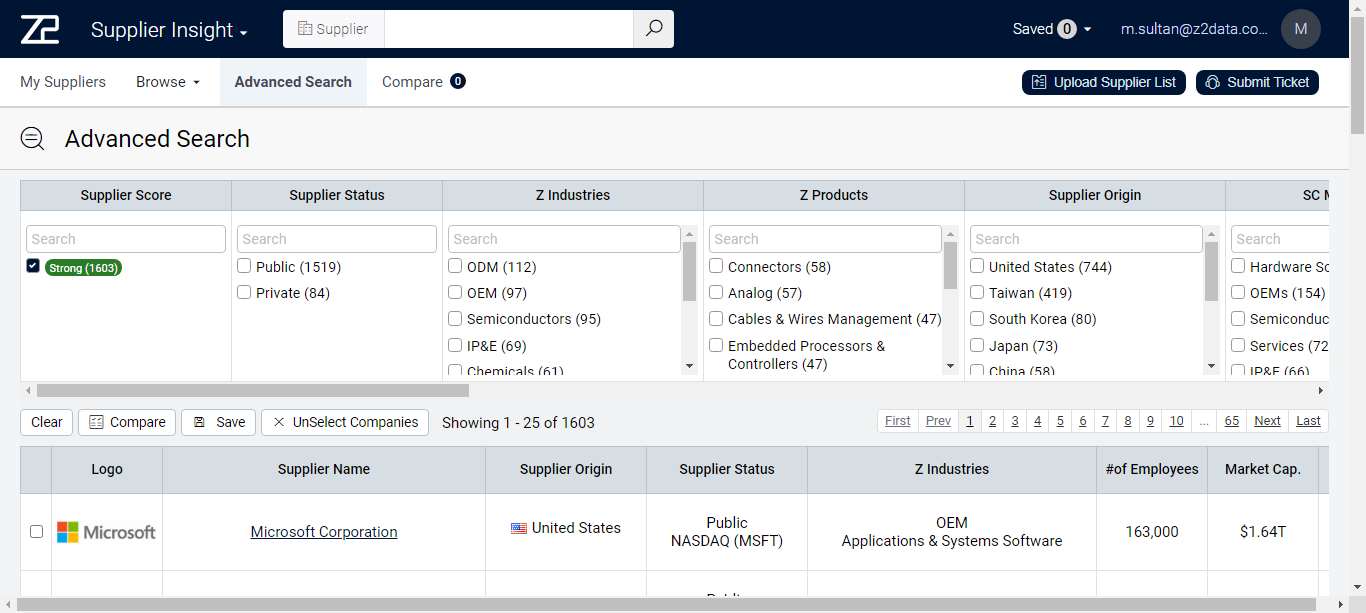 Z2 Supplier Insight Supplier Saved 0 m.sultan@z2data.co... M
My Suppliers Browse Advanced Search Compare 0 Upload Supplier List Submit Ticket
Advanced Search
Supplier Score Supplier Status Z Industries Z Products Supplier Origin SC M
Search Search Search Search Search Search
Strong (1603) Public (1519) ODM (112) Connectors (58) United States (744) Hardware So
Private (84) OEM (97) Analog (57) Taiwan (419) OEMs (154)
Semiconductors (95) Cables & Wires Management (47) South Korea (80) Semiconduc
IP&E (69) Embedded Processors & Japan (73) Services (72
Chemicals (61) Controllers (47) China (58) IP&E (66)
Clear Compare Save UnSelect Companies Showing 1 - 25 of 1603 First Prev 1 2 3 4 5 6 7 8 9 10 ... 65 Next Last
Logo Supplier Name Supplier Origin Supplier Status Z Industries #of Employees Market Cap.
Microsoft Microsoft Corporation United States Public OEM 163,000 $1.64T
NASDAQ (MSFT) Applications & Systems Software